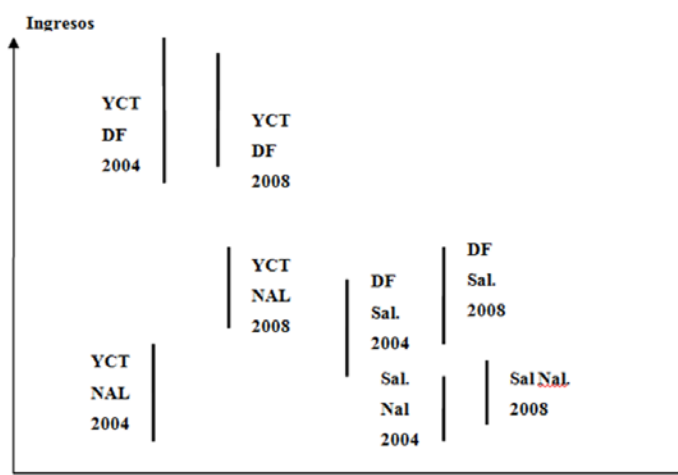 Ingresos
YCT
DF
2004
YCT
DF
2008
YCT
NAL
2008
DF
Sal.
2004
DF
Sal.
2008
YCT
NAL
2004
Sal.
Nal
2004
Sal Nal.
2008